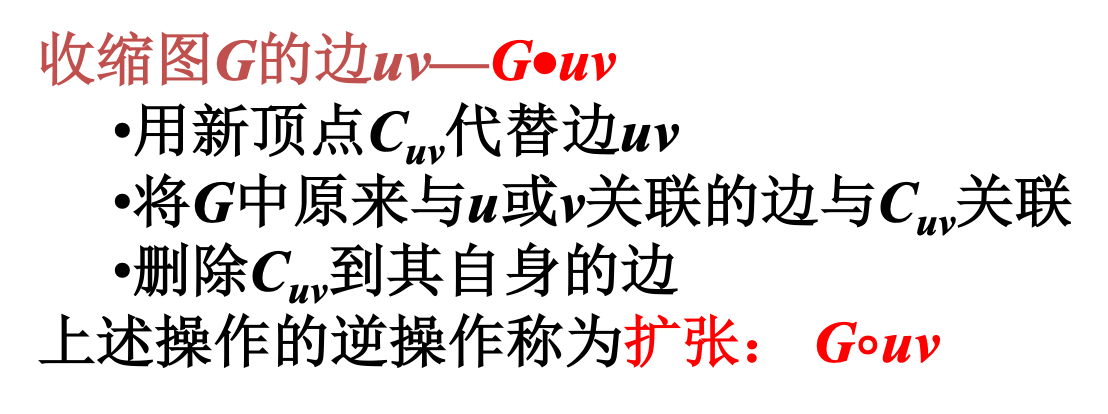 收缩图G的边uv—G●uv
•用新顶点Cuv代替边uv
•将G中原来与u或v关联的边与Cuv关联
•删除Cuv到其自身的边
上述操作的逆操作称为扩张： G∘uv